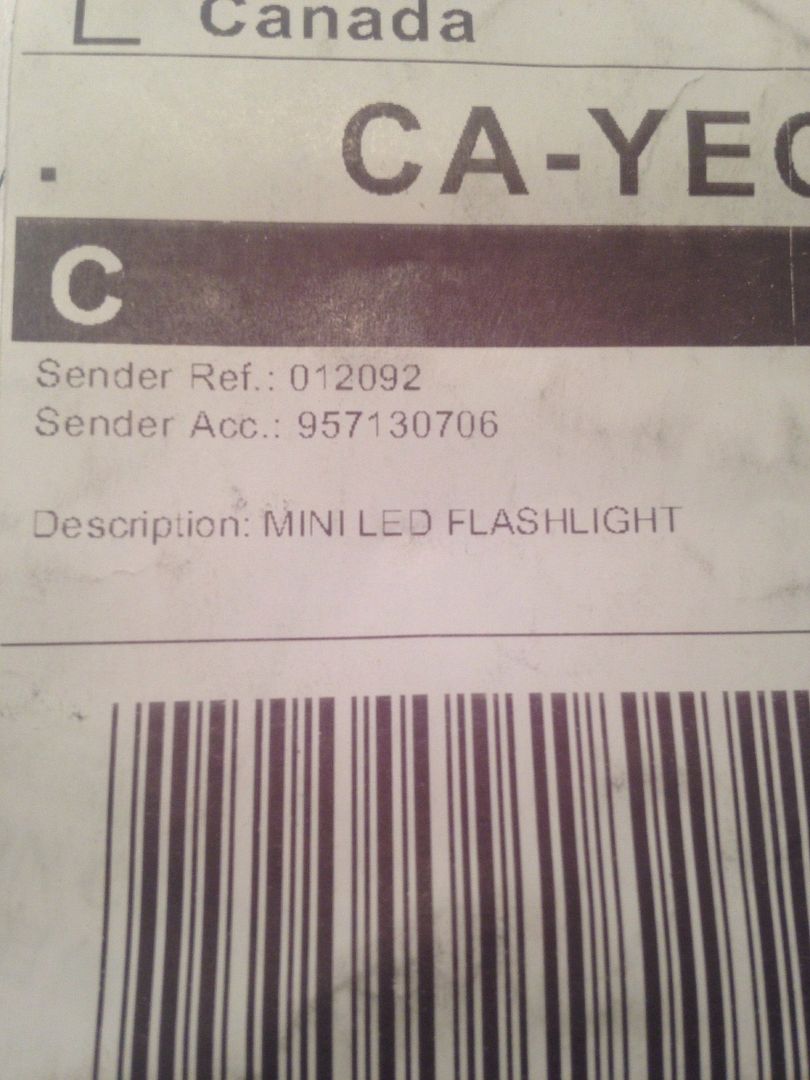 Canada
CA-YE
C
Sender Ref.: 012092
Sender Acc.: 957130706
Description: MINI LED FLASHLIGHT